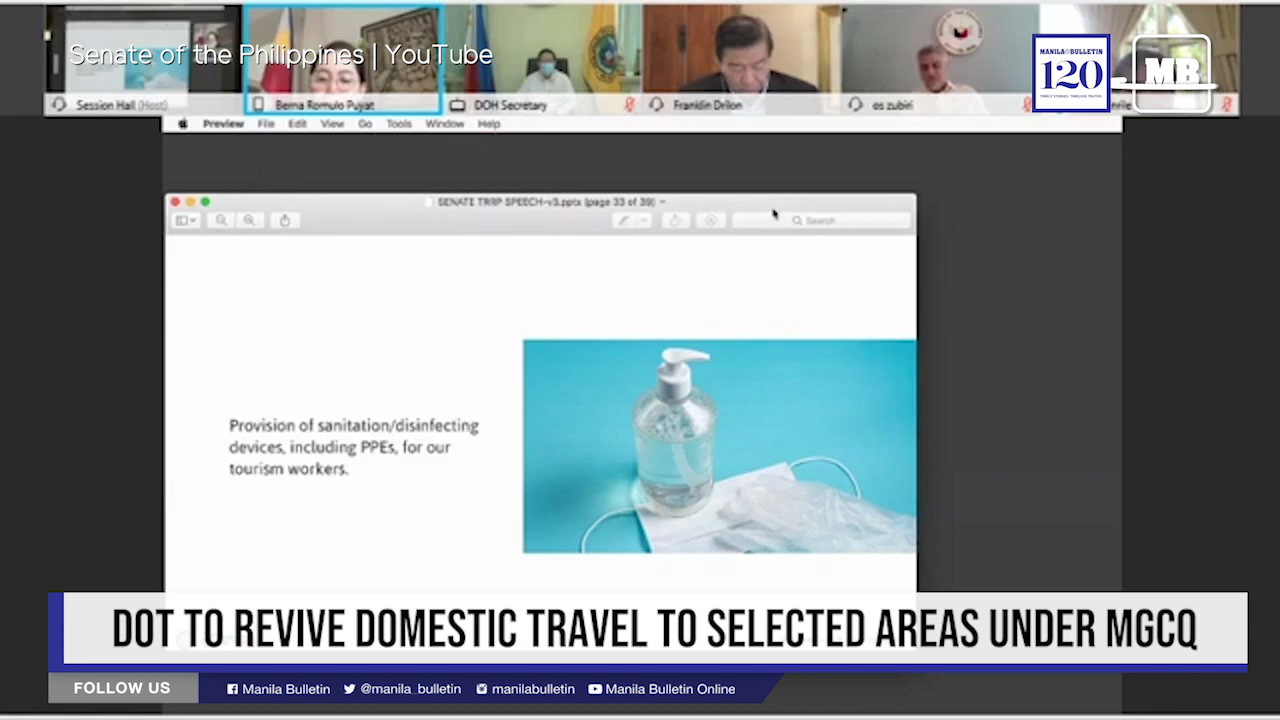 Senate of the Philippines | YouTube
MANILA BULLETIN
120
MB
Session Hall (Host)
Berna Romulo Puyat
DOH Secretary
Franklin Drilon
os zubiri
Preview File Edit View Go Tools Window Help
SENATE TRRP SPEECH-v3.pptx (page 33 of 39)
Search
Provision of sanitation/disinfecting
devices, including PPEs, for our
tourism workers.
DOT TO REVIVE DOMESTIC TRAVEL TO SELECTED AREAS UNDER MGCQ
FOLLOW US
Manila Bulletin @manila_bulletin manilabulletin Manila Bulletin Online